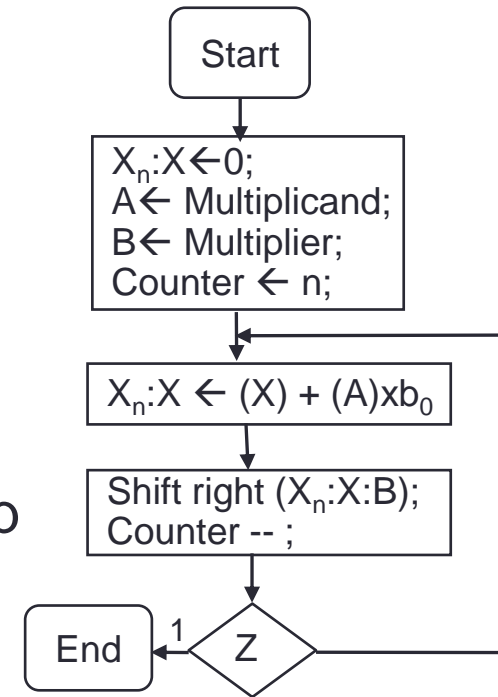 Start
Xₙ:X←0;
A← Multiplicand;
B← Multiplier;
Counter ← n;
Xₙ:X ← (X) + (A)xb₀
Shift right (Xₙ:X:B);
Counter -- ;
End
1
Z